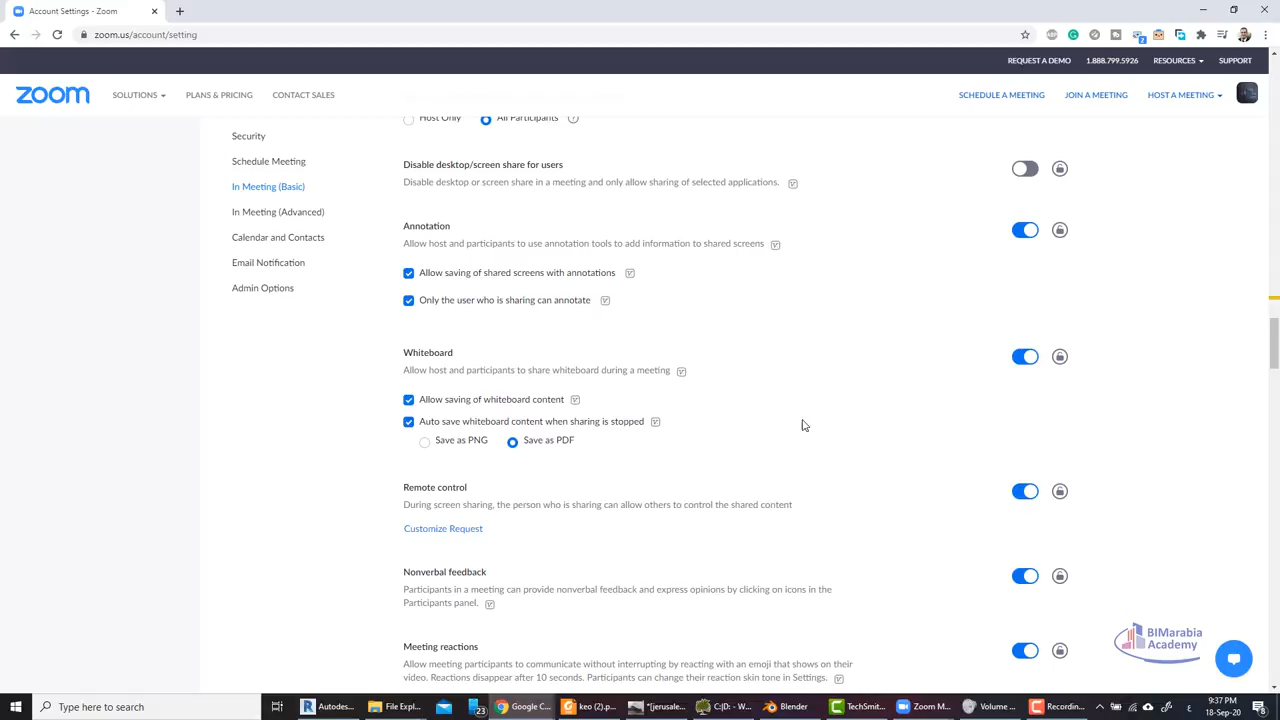 Account Settings - Zoom
zoom.us/account/setting
REQUEST A DEMO 1.888.799.5926 RESOURCES SUPPORT
zoom SOLUTIONS PLANS & PRICING CONTACT SALES SCHEDULE A MEETING JOIN A MEETING HOST A MEETING
Host Only All Participants
Security
Schedule Meeting
In Meeting (Basic)
In Meeting (Advanced)
Calendar and Contacts
Email Notification
Admin Options
Disable desktop/screen share for users
Disable desktop or screen share in a meeting and only allow sharing of selected applications.
Annotation
Allow host and participants to use annotation tools to add information to shared screens
Allow saving of shared screens with annotations
Only the user who is sharing can annotate
Whiteboard
Allow host and participants to share whiteboard during a meeting
Allow saving of whiteboard content
Auto save whiteboard content when sharing is stopped
Save as PNG Save as PDF
Remote control
During screen sharing, the person who is sharing can allow others to control the shared content
Customize Request
Nonverbal feedback
Participants in a meeting can provide nonverbal feedback and express opinions by clicking on icons in the
Participants panel.
Meeting reactions
Allow meeting participants to communicate without interrupting by reacting with an emoji that shows on their
video. Reactions disappear after 10 seconds. Participants can change their reaction skin tone in Settings.
BIMarabia
Academy
Type here to search
Autodes...
File Expl...
23
Google C...
keo (2).p...
*[jerusale...
C:\D\ - W...
Blender
TechSmit...
Zoom M...
Volume ...
Recordin...
9:37 PM
18-Sep-20